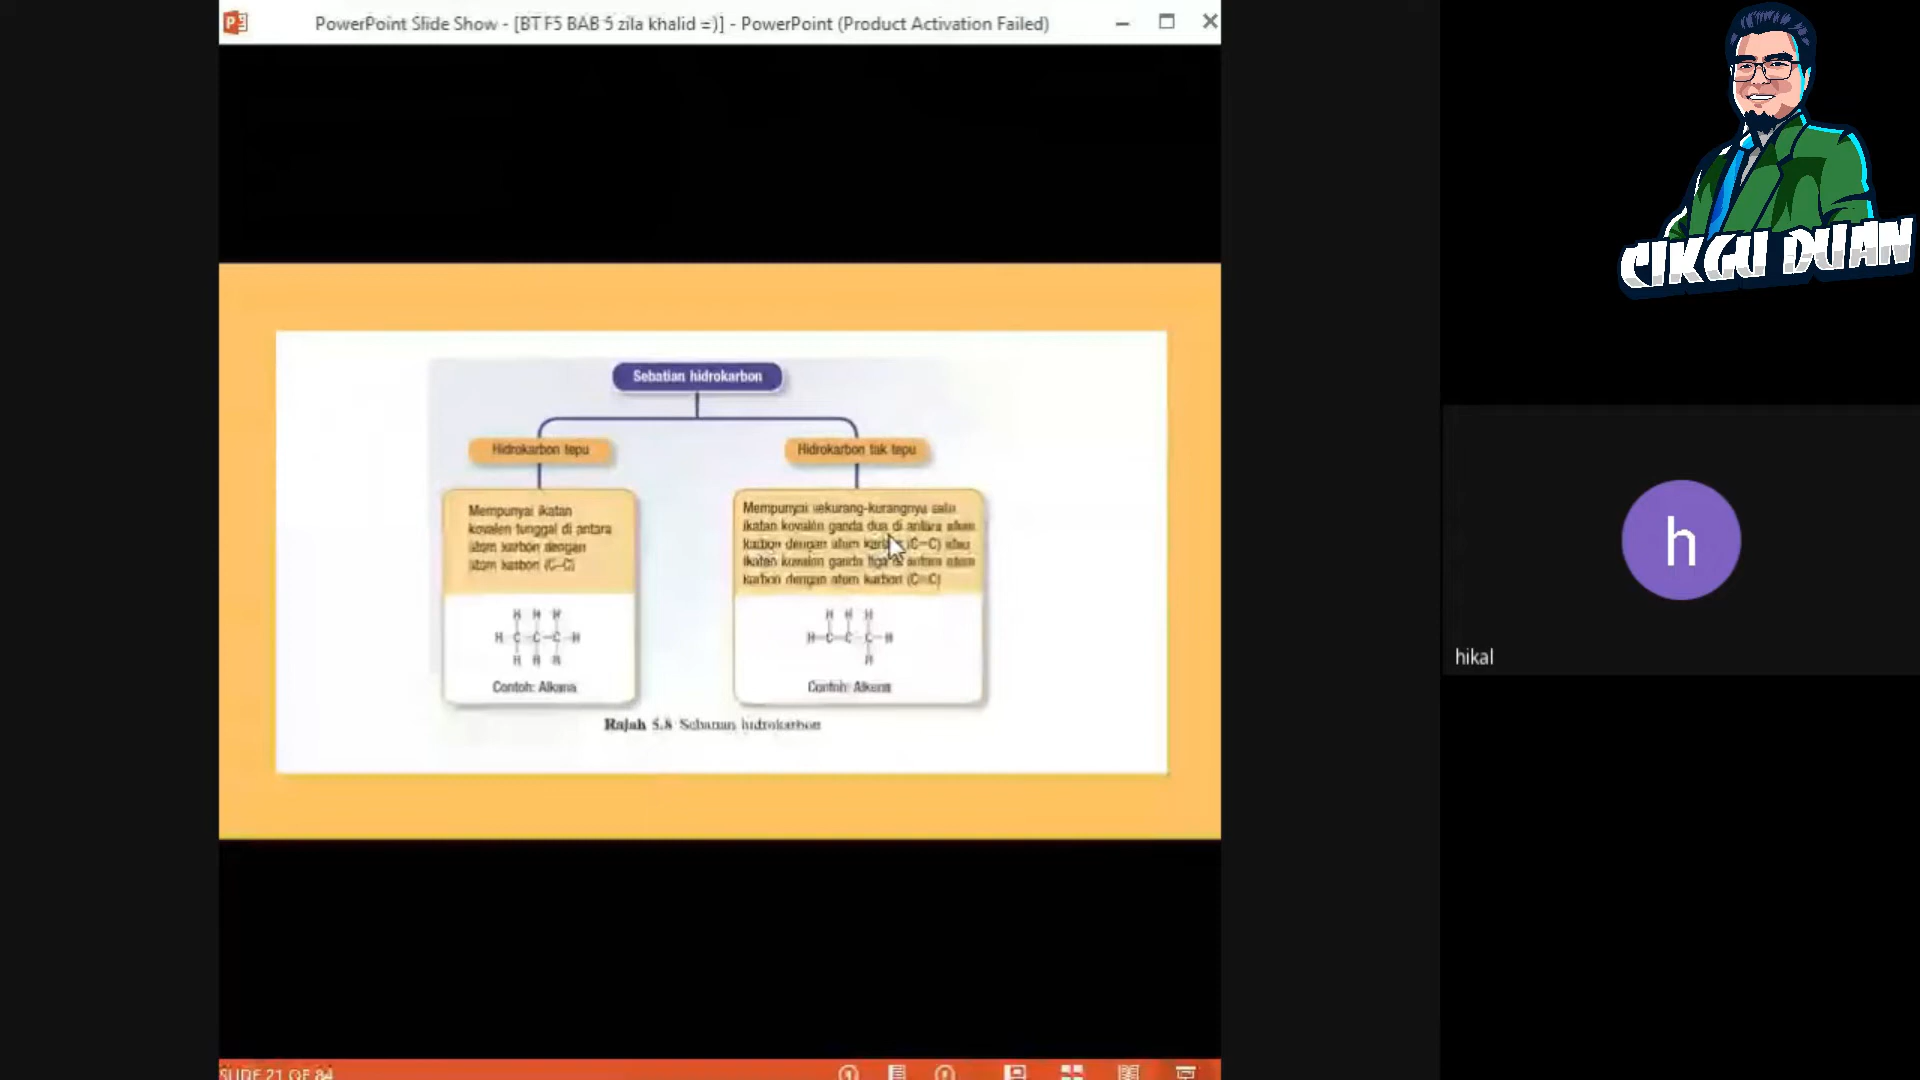 PowerPoint Slide Show - [BT F5 BAB 5 zila khalid =)] - PowerPoint (Product Activation Failed)
CIKGU DUAN
Sebatian hidrokarbon
Hidrokarbon tepu
Hidrokarbon tak tepu
Mempunyai ikatan
kovalen tunggal di antara
atom karbon dengan
atom karbon (C–C)
Mempunyai sekurang-kurangnya satu
ikatan kovalen ganda dua di antara atom
karbon dengan atom karbon (C=C) atau
ikatan kovalen ganda tiga di antara atom
karbon dengan atom karbon (C≡C)
H H H
H C C C H
H H H
Contoh: Alkana
H H H
H C C C H
H
Contoh: Alkena
Rajah 5.8 Sebatian hidrokarbon
h
hikal
SLIDE 21 OF 84